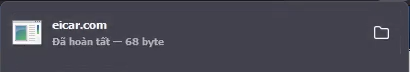 eicar.com
Đã hoàn tất — 68 byte